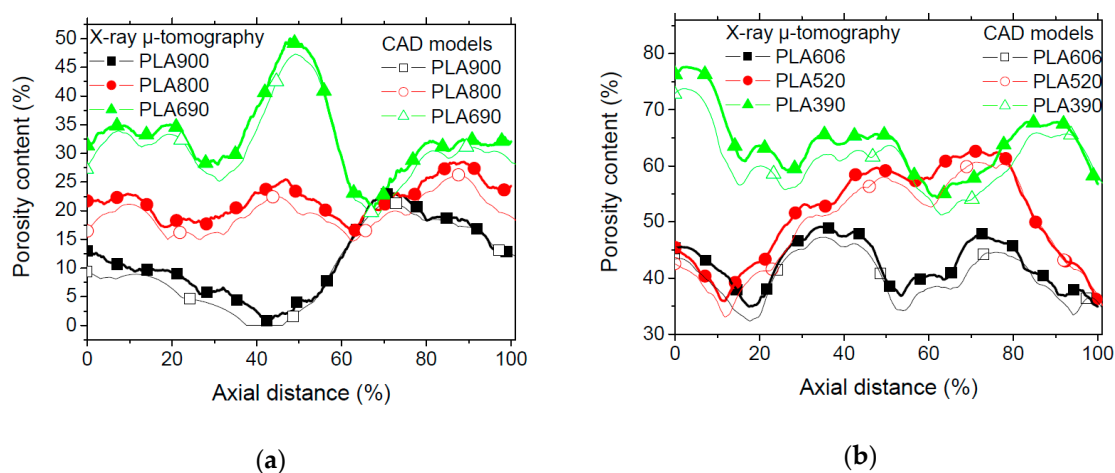 X-ray μ-tomography
PLA900
PLA800
PLA690
CAD models
PLA900
PLA800
PLA690
50
45
40
35
30
25
20
15
10
5
0
Porosity content (%)
0 20 40 60 80 100
Axial distance (%)
(a)
X-ray μ-tomography
PLA606
PLA520
PLA390
CAD models
PLA606
PLA520
PLA390
80
70
60
50
40
30
Porosity content (%)
0 20 40 60 80 100
Axial distance (%)
(b)